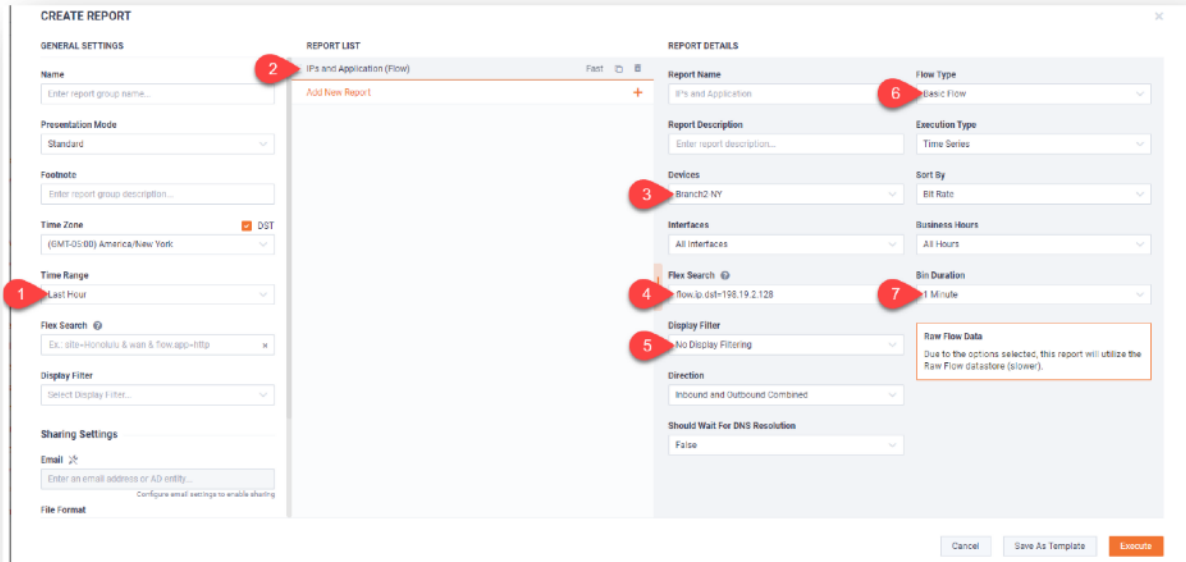 CREATE REPORT
GENERAL SETTINGS
Name
Enter report group name...
Presentation Mode
Standard
Footnote
Enter report group description...
Time Zone
DST
(GMT-05:00) America/New York
Time Range
1
Last Hour
Flex Search
Ex.: site=Honolulu & wan & flow.app=http
Display Filter
Select Display Filter...
Sharing Settings
Email
Enter an email address or AD entity...
Configure email settings to enable sharing
File Format
REPORT LIST
2
IPs and Application (Flow)
Fast
Add New Report
REPORT DETAILS
Report Name
IPs and Application
Report Description
Enter report description...
Devices
3
Branch2-NY
Interfaces
All Interfaces
Flex Search
4
flow.ip.dst=198.19.2.128
Display Filter
5
No Display Filtering
Direction
Inbound and Outbound Combined
Should Wait For DNS Resolution
False
Flow Type
6
Basic Flow
Execution Type
Time Series
Sort By
Bit Rate
Business Hours
All Hours
Bin Duration
7
1 Minute
Raw Flow Data
Due to the options selected, this report will utilize the
Raw Flow datastore (slower).
Cancel
Save As Template
Execute